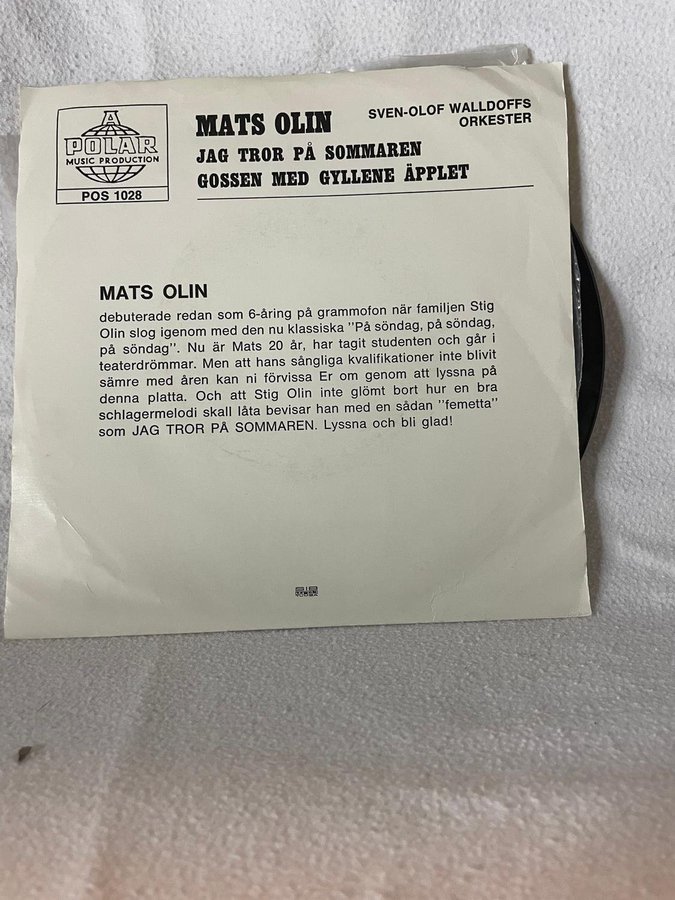 A
POLAR
MUSIC PRODUCTION
POS 1028
MATS OLIN
SVEN-OLOF WALLDOFFS
ORKESTER
JAG TROR PÅ SOMMAREN
GOSSEN MED GYLLENE ÄPPLET
MATS OLIN
debuterade redan som 6-åring på grammofon när familjen Stig
Olin slog igenom med den nu klassiska "På söndag, på söndag,
på söndag". Nu är Mats 20 år, har tagit studenten och går i
teaterdrömmar. Men att hans sångliga kvalifikationer inte blivit
sämre med åren kan ni förvissa Er om genom att lyssna på
denna platta. Och att Stig Olin inte glömt bort hur en bra
schlagermelodi skall låta bevisar han med en sådan "femetta"
som JAG TROR PÅ SOMMAREN. Lyssna och bli glad!